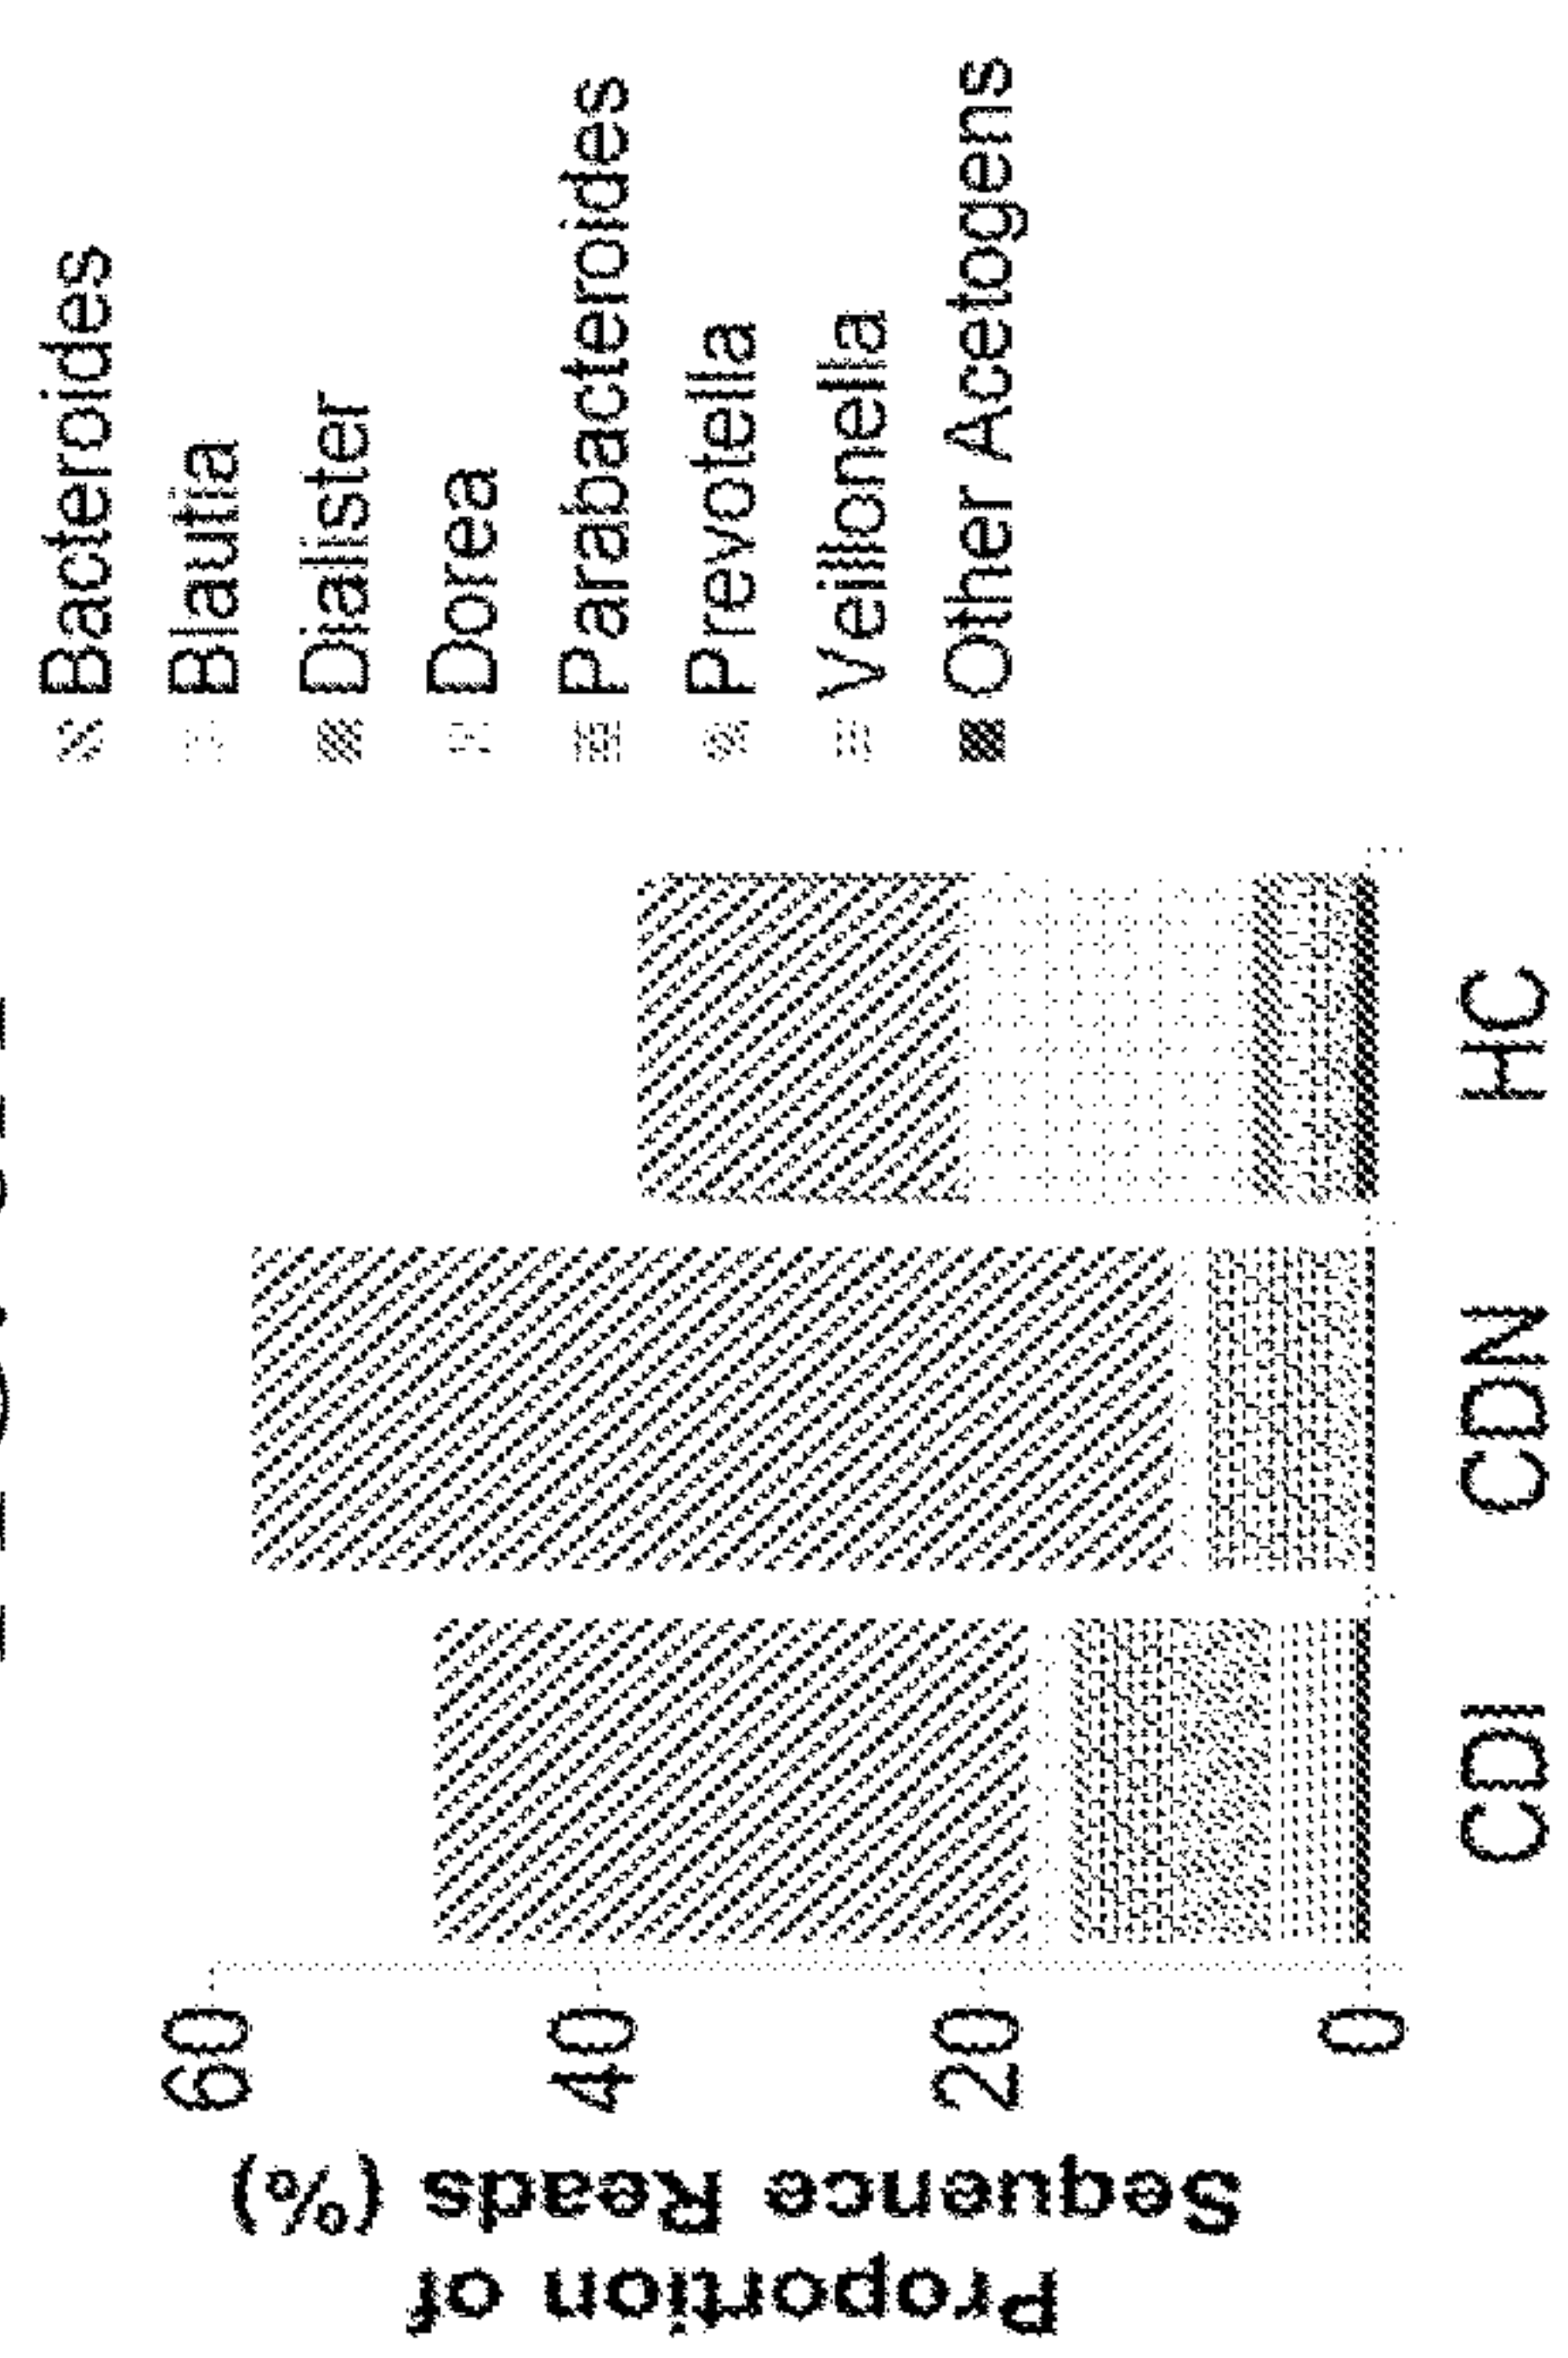 Proportion of
Sequence Reads (%)
60
40
20
0
CDI
CDN
HC
Bacteroides
Blautia
Dialister
Dorea
Parabacteroides
Prevotella
Veillonella
Other Acetogens